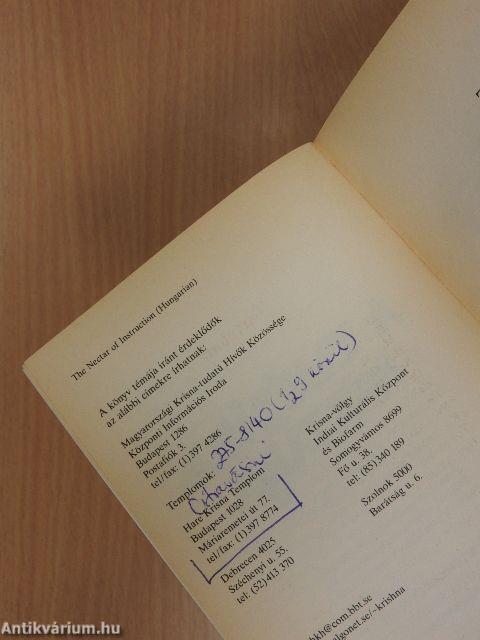 The Nectar of Instruction (Hungarian)
A könyv témája iránt érdeklődők
az alábbi címekre írhatnak:
Magyarországi Krisna-tudatú Hívők Közössége
Központi Információs Iroda
Budapest 1286
Postafiók 3.
tel/fax: (1)397 4286
Templomok:
Hare Krisna Templom
Budapest 1028
Máriaremetei út 77.
tel/fax: (1)397 8774
Debrecen 4025
Széchenyi u. 55.
tel: (52)413 370
Krisna-völgy
Indiai Kulturális Központ
és Biofarm
Somogyvámos 8699
Fő u. 38.
tel: (85)340 189
Szolnok 5000
Barátság u. 6.
bkh@com.bbt.se
algonet.se/~krishna
Antikvárium.hu